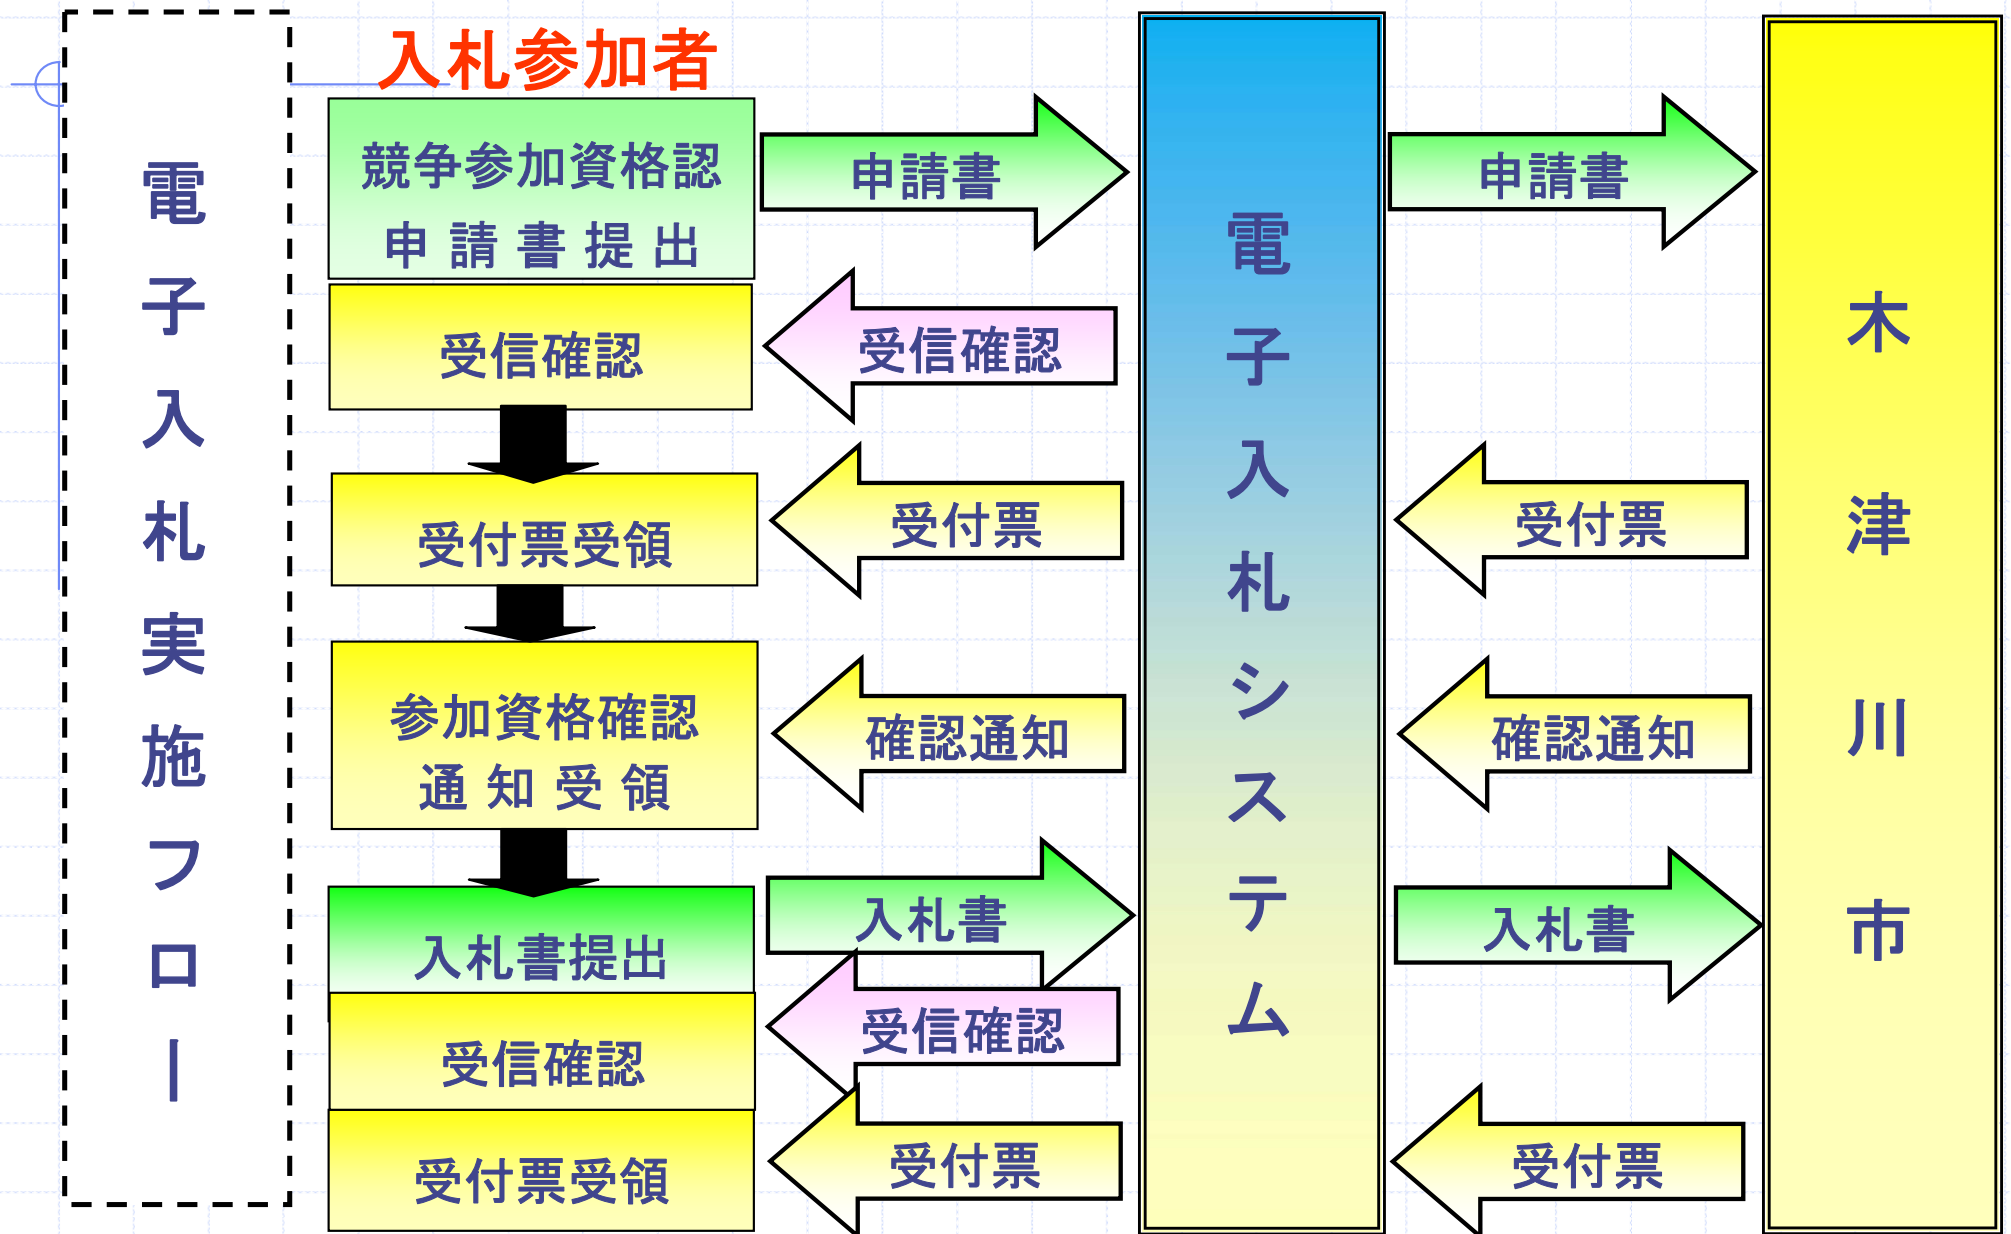 電子入札実施フロー
入札参加者
競争参加資格認
申請書提出
申請書
申請書
受信確認
受信確認
受付票受領
受付票
受付票
参加資格確認
通知受領
確認通知
確認通知
入札書提出
入札書
入札書
受信確認
受信確認
受付票受領
受付票
受付票
電子入札システム
木津川市